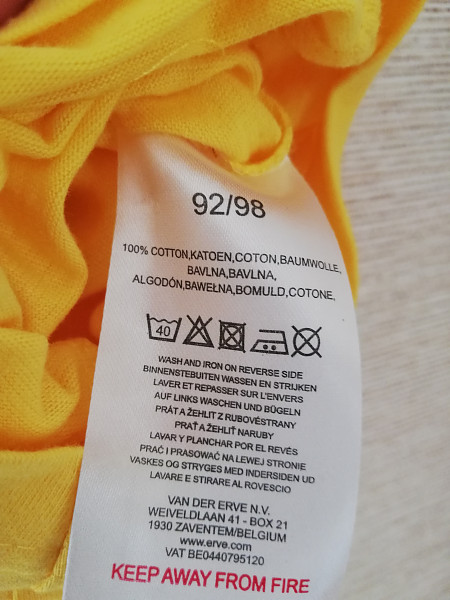 92/98
100% COTTON,KATOEN,COTON,BAUMWOLLE,
BAVLNA,BAVLNA,
ALGODÓN,BAWEŁNA,BOMULD,COTONE,
40
WASH AND IRON ON REVERSE SIDE
BINNENSTEBUITEN WASSEN EN STRIJKEN
LAVER ET REPASSER SUR L'ENVERS
AUF LINKS WASCHEN UND BÜGELN
PRÁT A ŽEHLIT Z RUBOVÉSTRANY
PRAŤ A ŽEHLIŤ NARUBY
LAVAR Y PLANCHAR POR EL REVÉS
PRAĆ I PRASOWAĆ NA LEWEJ STRONIE
VASKES OG STRYGES MED INDERSIDEN UD
LAVARE E STIRARE AL ROVESCIO
VAN DER ERVE N.V.
WEIVELDLAAN 41 - BOX 21
1930 ZAVENTEM/BELGIUM
www.erve.com
VAT BE0440795120
KEEP AWAY FROM FIRE